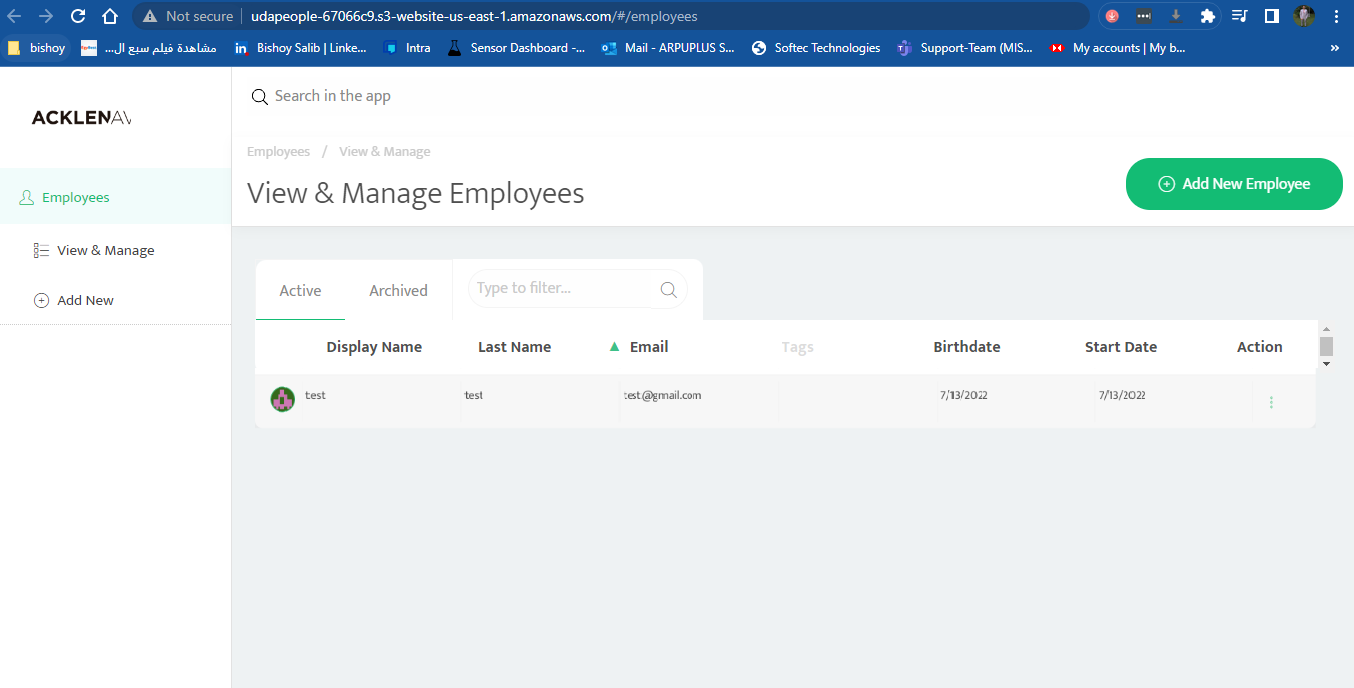 Not secure udapeople-67066c9.s3-website-us-east-1.amazonaws.com/#/employees
bishoy مشاهدة فيلم سبع ال... Bishoy Salib | Linke... Intra Sensor Dashboard -... Mail - ARPUPLUS S... Softec Technologies Support-Team (MIS... My accounts | My b... »
ACKLENAV
Search in the app
Employees / View & Manage
View & Manage Employees
Add New Employee
Employees
View & Manage
Add New
Active Archived Type to filter...
Display Name Last Name Email Tags Birthdate Start Date Action
test test test@gmail.com 7/13/2022 7/13/2022